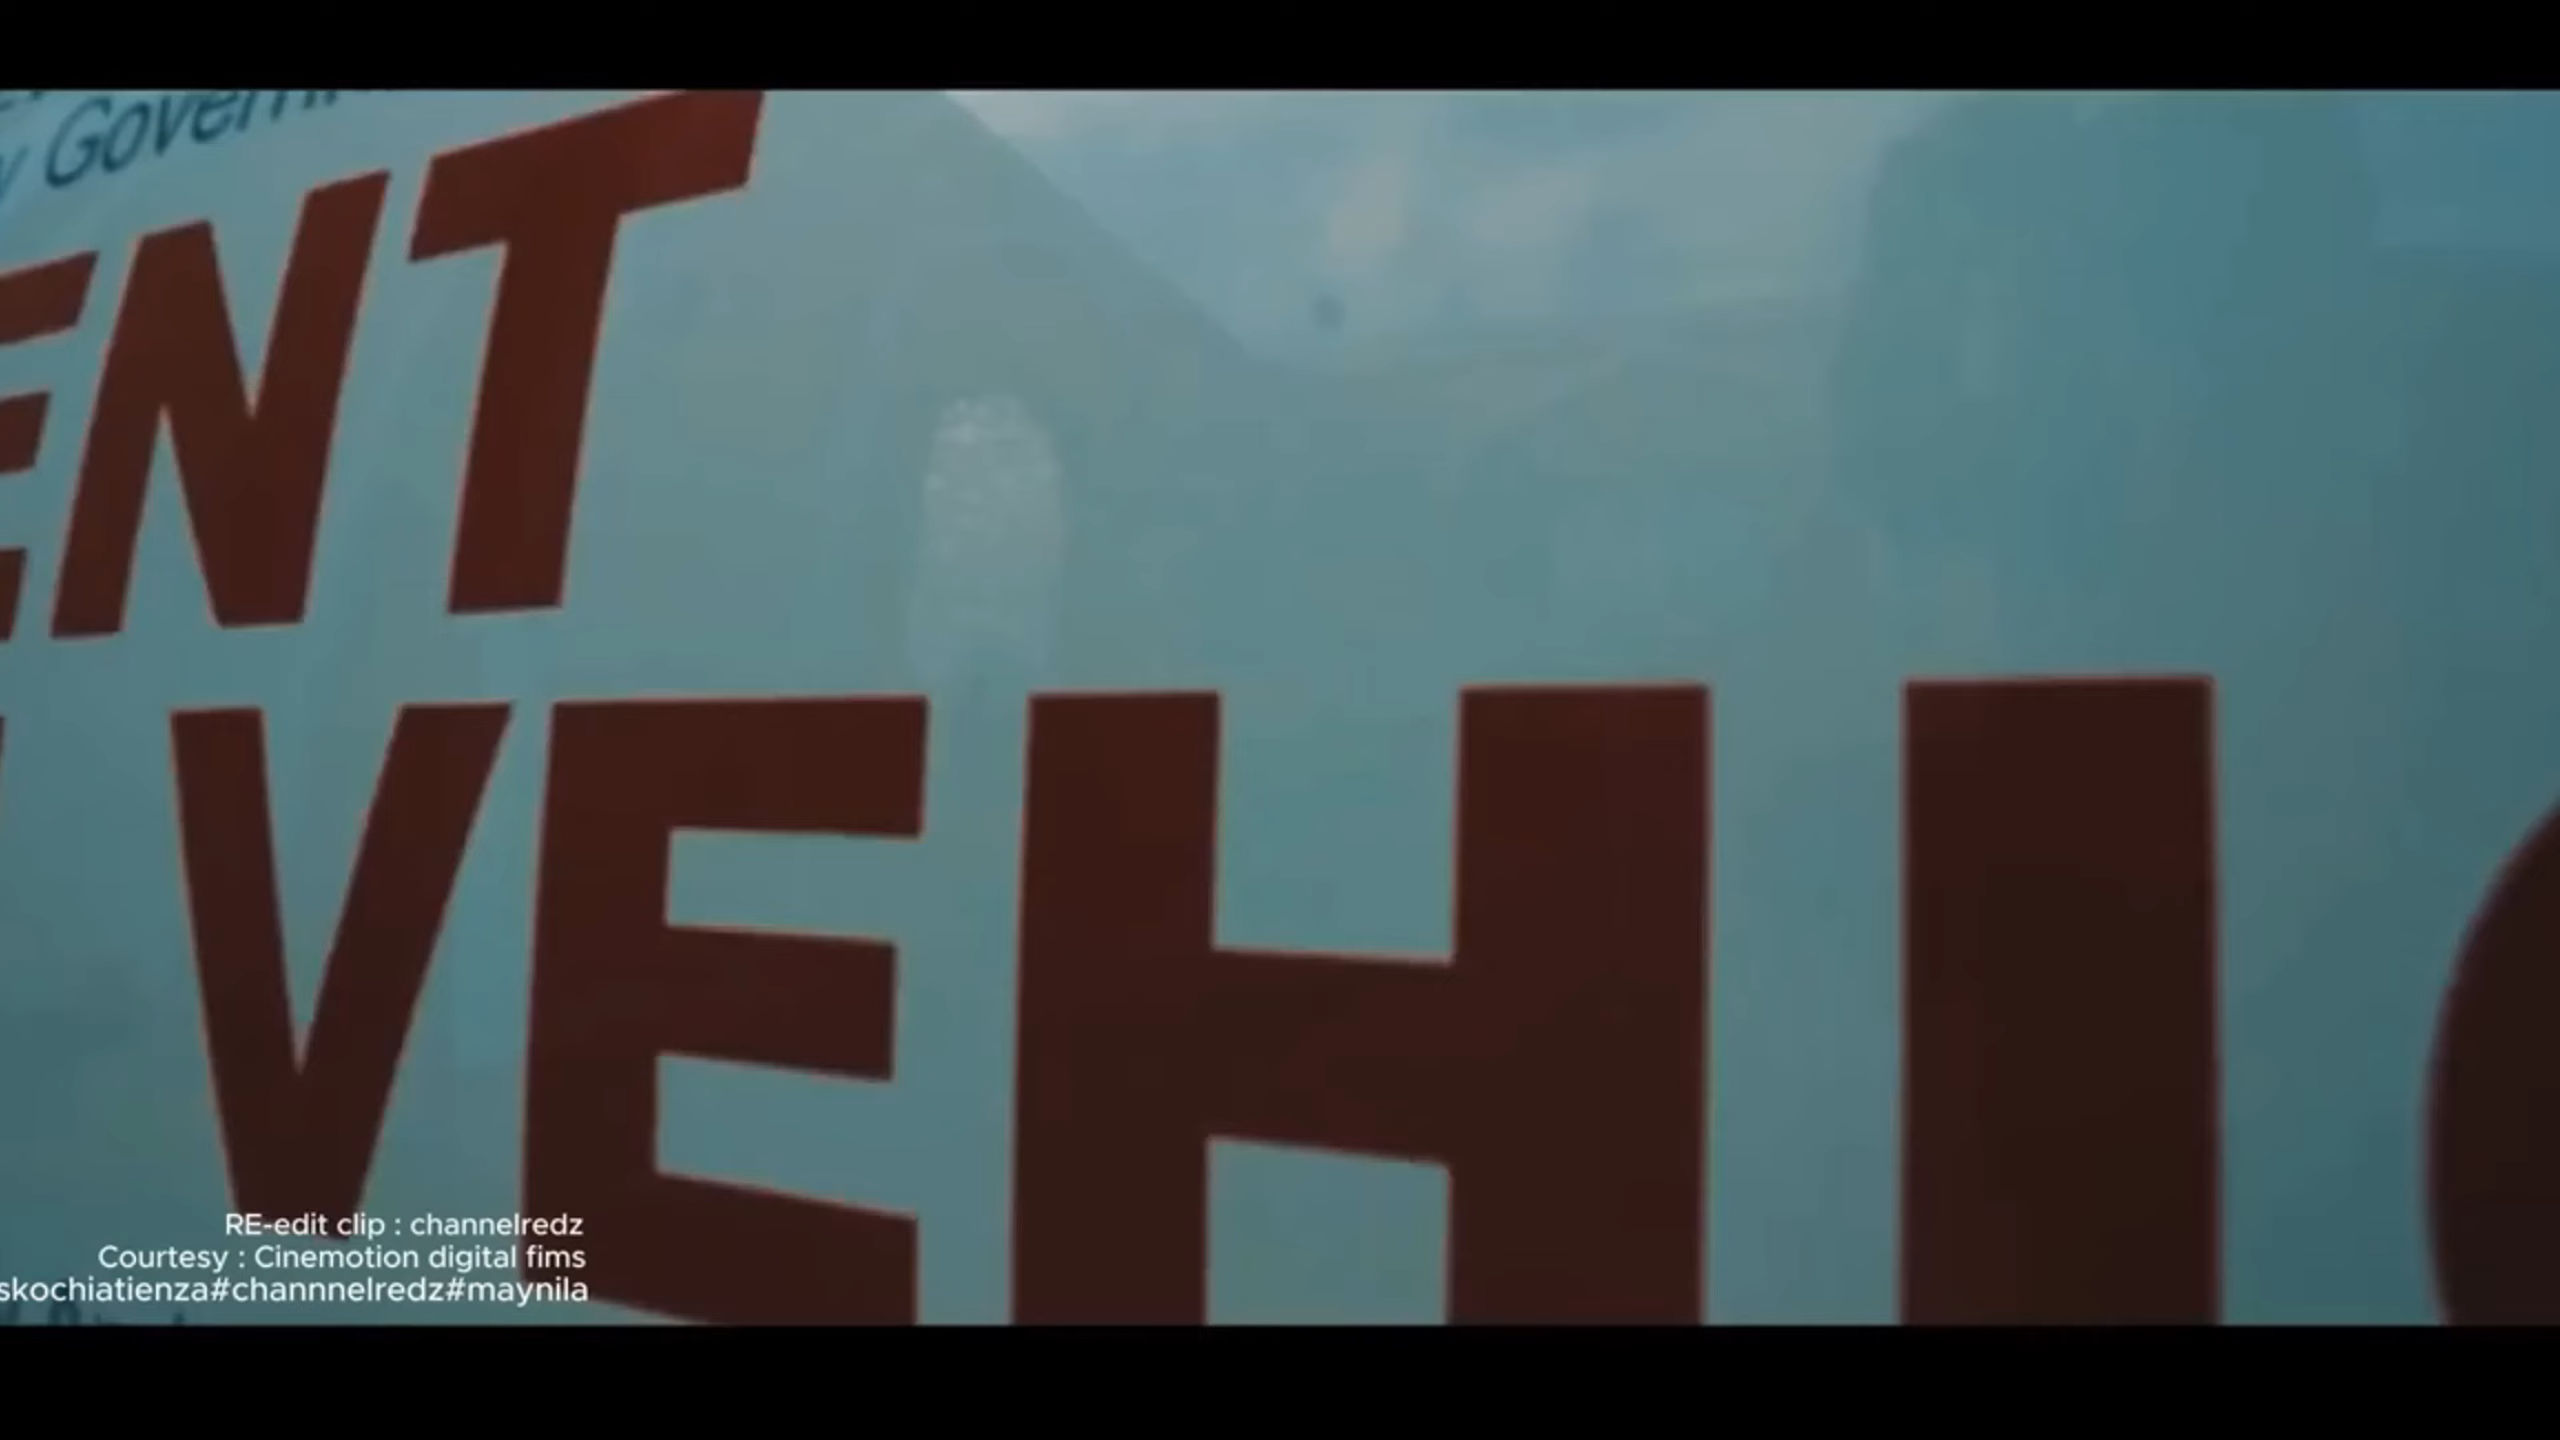 Govern
ENT
VEHI
RE-edit clip : channelredz
Courtesy : Cinemotion digital fims
skochiatienza#channnelredz#maynila